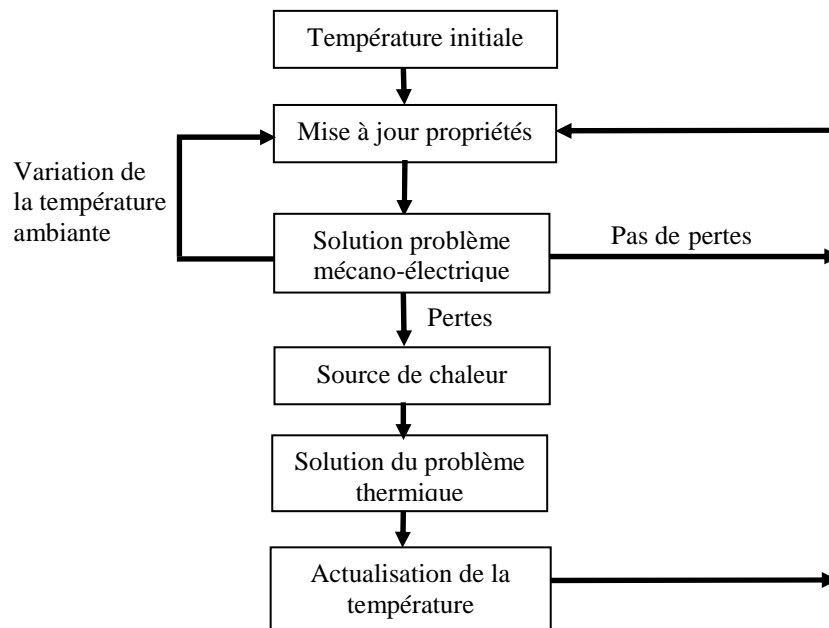 Température initiale
Mise à jour propriétés
Variation de
la température
ambiante
Solution problème
mécano-électrique
Pas de pertes
Pertes
Source de chaleur
Solution du problème
thermique
Actualisation de la
température